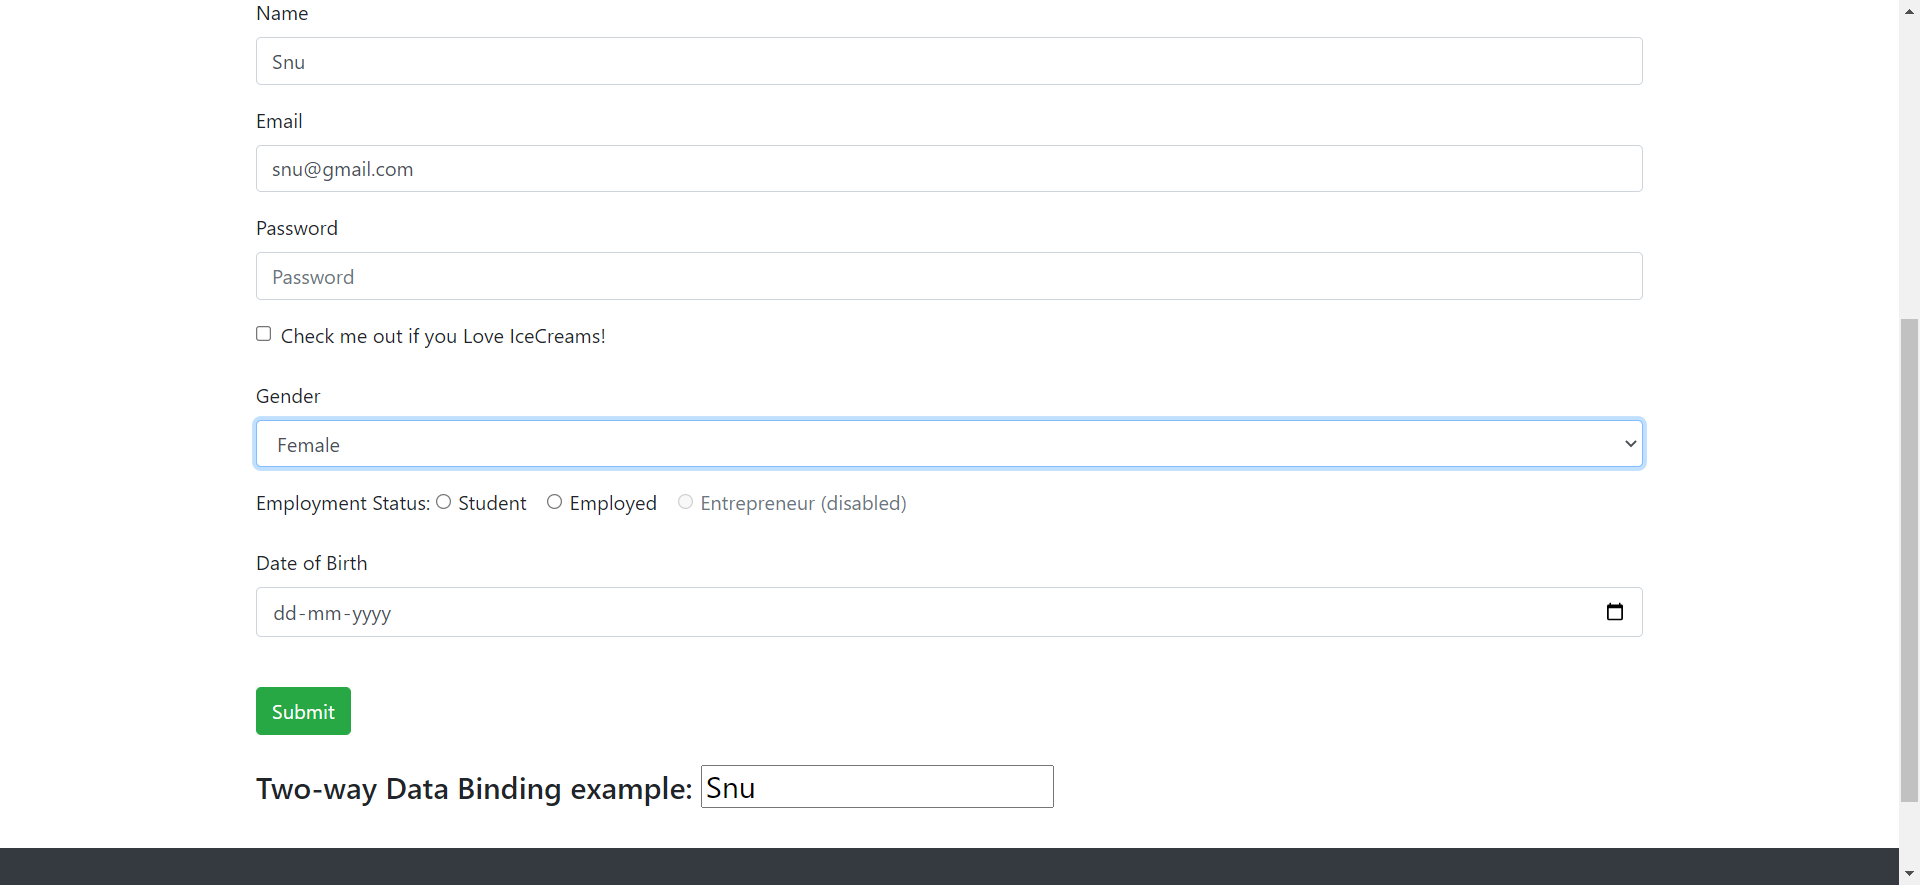 Name
Snu
Email
snu@gmail.com
Password
Password
Check me out if you Love IceCreams!
Gender
Female
Employment Status: Student Employed Entrepreneur (disabled)
Date of Birth
dd-mm-yyyy
Submit
Two-way Data Binding example: Snu